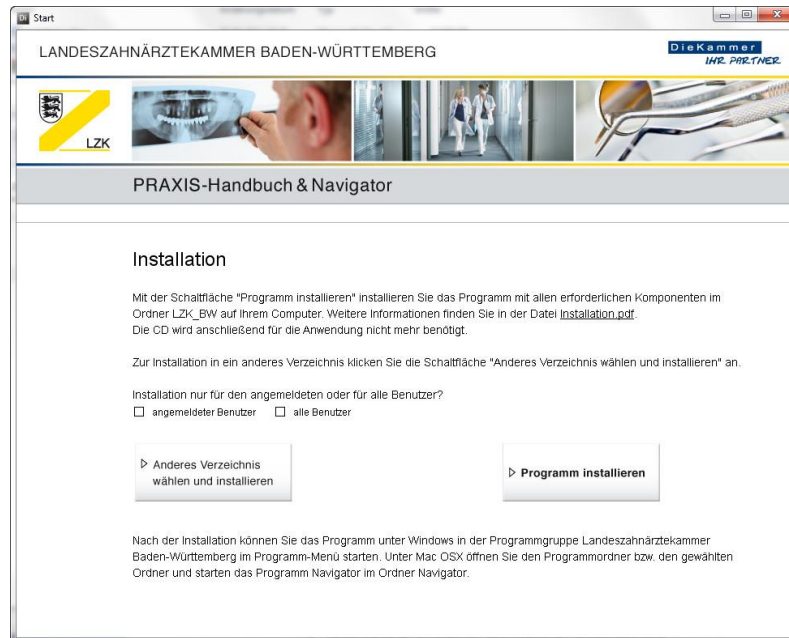 Start
LANDESZAHNÄRZTEKAMMER BADEN-WÜRTTEMBERG
DieKammer
IHR PARTNER
LZK
PRAXIS-Handbuch & Navigator
Installation
Mit der Schaltfläche "Programm installieren" installieren Sie das Programm mit allen erforderlichen Komponenten im
Ordner LZK_BW auf Ihrem Computer. Weitere Informationen finden Sie in der Datei Installation.pdf.
Die CD wird anschließend für die Anwendung nicht mehr benötigt.
Zur Installation in ein anderes Verzeichnis klicken Sie die Schaltfläche "Anderes Verzeichnis wählen und installieren" an.
Installation nur für den angemeldeten oder für alle Benutzer?
angemeldeter Benutzer alle Benutzer
Anderes Verzeichnis
wählen und installieren
Programm installieren
Nach der Installation können Sie das Programm unter Windows in der Programmgruppe Landeszahnärztekammer
Baden-Württemberg im Programm-Menü starten. Unter Mac OSX öffnen Sie den Programmordner bzw. den gewählten
Ordner und starten das Programm Navigator im Ordner Navigator.